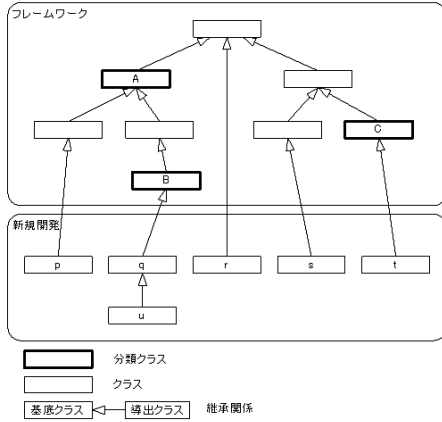 フレームワーク
A
C
B
新規開発
p q r s t
u
分類クラス
クラス
基底クラス 導出クラス 継承関係